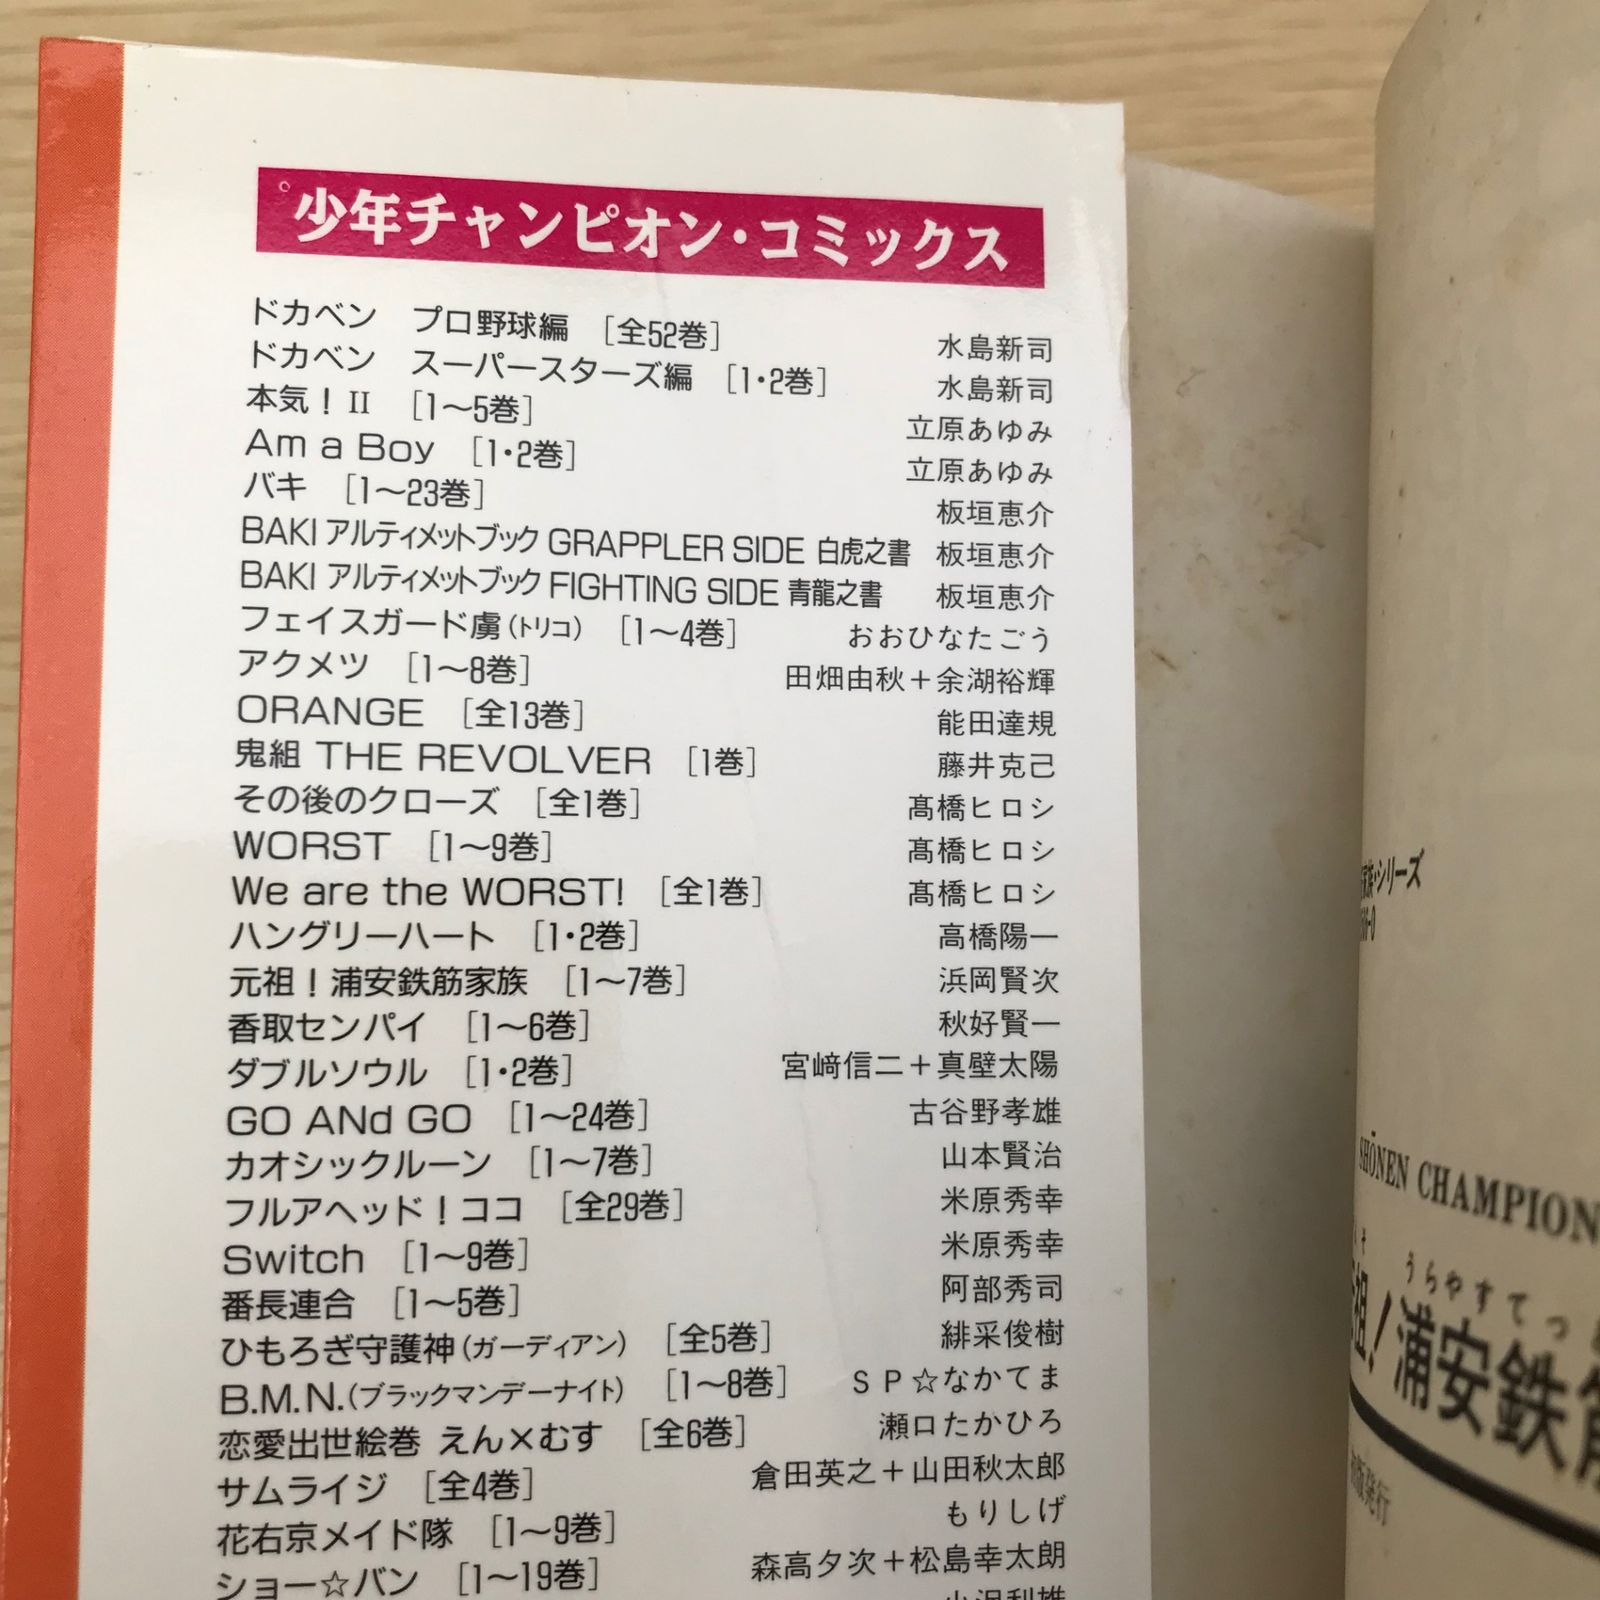 少年チャンピオン・コミックス
ドカベン　プロ野球編　[全52巻]　水島新司
ドカベン　スーパースターズ編　[1・2巻]　水島新司
本気！II　[1〜5巻]　立原あゆみ
Am a Boy　[1・2巻]　立原あゆみ
バキ　[1〜23巻]　板垣恵介
BAKI アルティメットブック GRAPPLER SIDE 白虎之書　板垣恵介
BAKI アルティメットブック FIGHTING SIDE 青龍之書　板垣恵介
フェイスガード虜（トリコ）　[1〜4巻]　おおひなたごう
アクメツ　[1〜8巻]　田畑由秋＋余湖裕輝
ORANGE　[全13巻]　能田達規
鬼組 THE REVOLVER　[1巻]　藤井克己
その後のクローズ　[全1巻]　髙橋ヒロシ
WORST　[1〜9巻]　髙橋ヒロシ
We are the WORST!　[全1巻]　髙橋ヒロシ
ハングリーハート　[1・2巻]　高橋陽一
元祖！浦安鉄筋家族　[1〜7巻]　浜岡賢次
香取センパイ　[1〜6巻]　秋好賢一
ダブルソウル　[1・2巻]　宮﨑信二＋真壁太陽
GO ANd GO　[1〜24巻]　古谷野孝雄
カオシックルーン　[1〜7巻]　山本賢治
フルアヘッド！ココ　[全29巻]　米原秀幸
Switch　[1〜9巻]　米原秀幸
番長連合　[1〜5巻]　阿部秀司
ひもろぎ守護神（ガーディアン）　[全5巻]　緋采俊樹
B.M.N.（ブラックマンデーナイト）　[1〜8巻]　ＳＰ☆なかてま
恋愛出世絵巻 えん×むす　[全6巻]　瀬口たかひろ
サムライジ　[全4巻]　倉田英之＋山田秋太郎
花右京メイド隊　[1〜9巻]　もりしげ
ショー☆バン　[1〜19巻]　森高夕次＋松島幸太朗
家族・シリーズ
6-0
SHŌNEN CHAMPION
うらやすてっ
祖！浦安鉄筋
初版発行